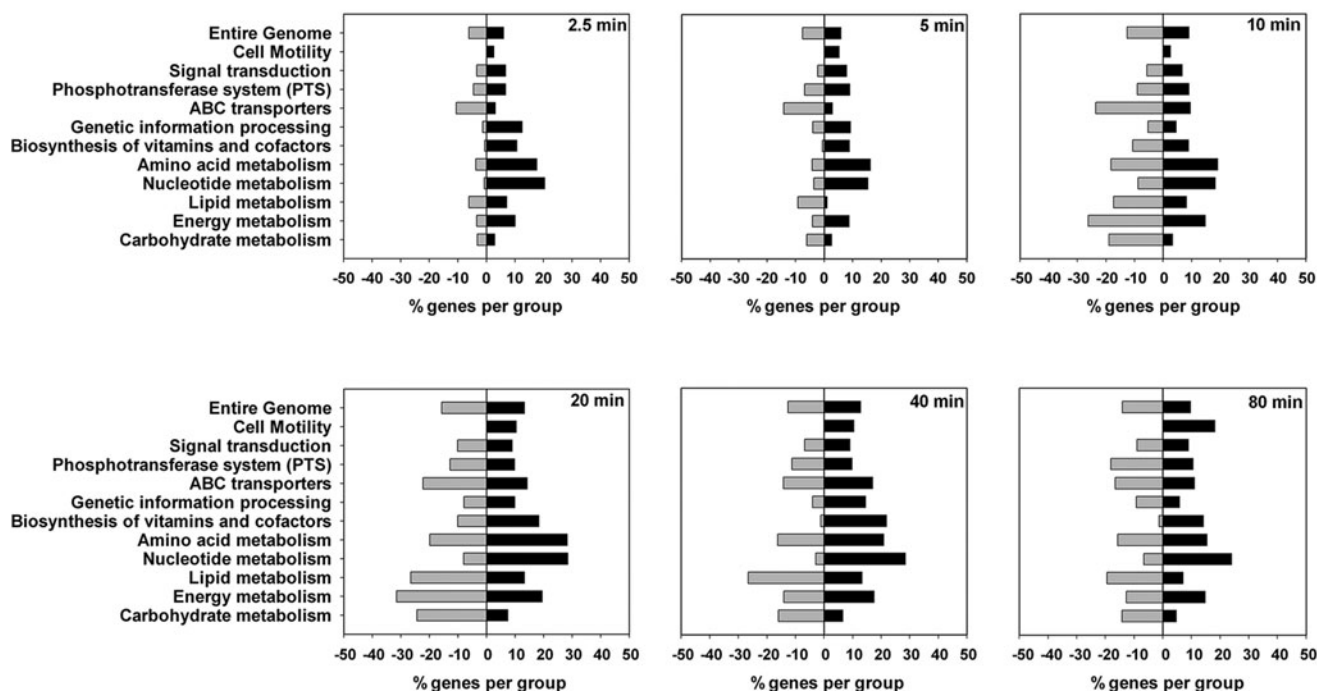 2.5 min
Entire Genome
Cell Motility
Signal transduction
Phosphotransferase system (PTS)
ABC transporters
Genetic information processing
Biosynthesis of vitamins and cofactors
Amino acid metabolism
Nucleotide metabolism
Lipid metabolism
Energy metabolism
Carbohydrate metabolism
-50 -40 -30 -20 -10 0 10 20 30 40 50
% genes per group
5 min
-50 -40 -30 -20 -10 0 10 20 30 40 50
% genes per group
10 min
-50 -40 -30 -20 -10 0 10 20 30 40 50
% genes per group
20 min
Entire Genome
Cell Motility
Signal transduction
Phosphotransferase system (PTS)
ABC transporters
Genetic information processing
Biosynthesis of vitamins and cofactors
Amino acid metabolism
Nucleotide metabolism
Lipid metabolism
Energy metabolism
Carbohydrate metabolism
-50 -40 -30 -20 -10 0 10 20 30 40 50
% genes per group
40 min
-50 -40 -30 -20 -10 0 10 20 30 40 50
% genes per group
80 min
-50 -40 -30 -20 -10 0 10 20 30 40 50
% genes per group